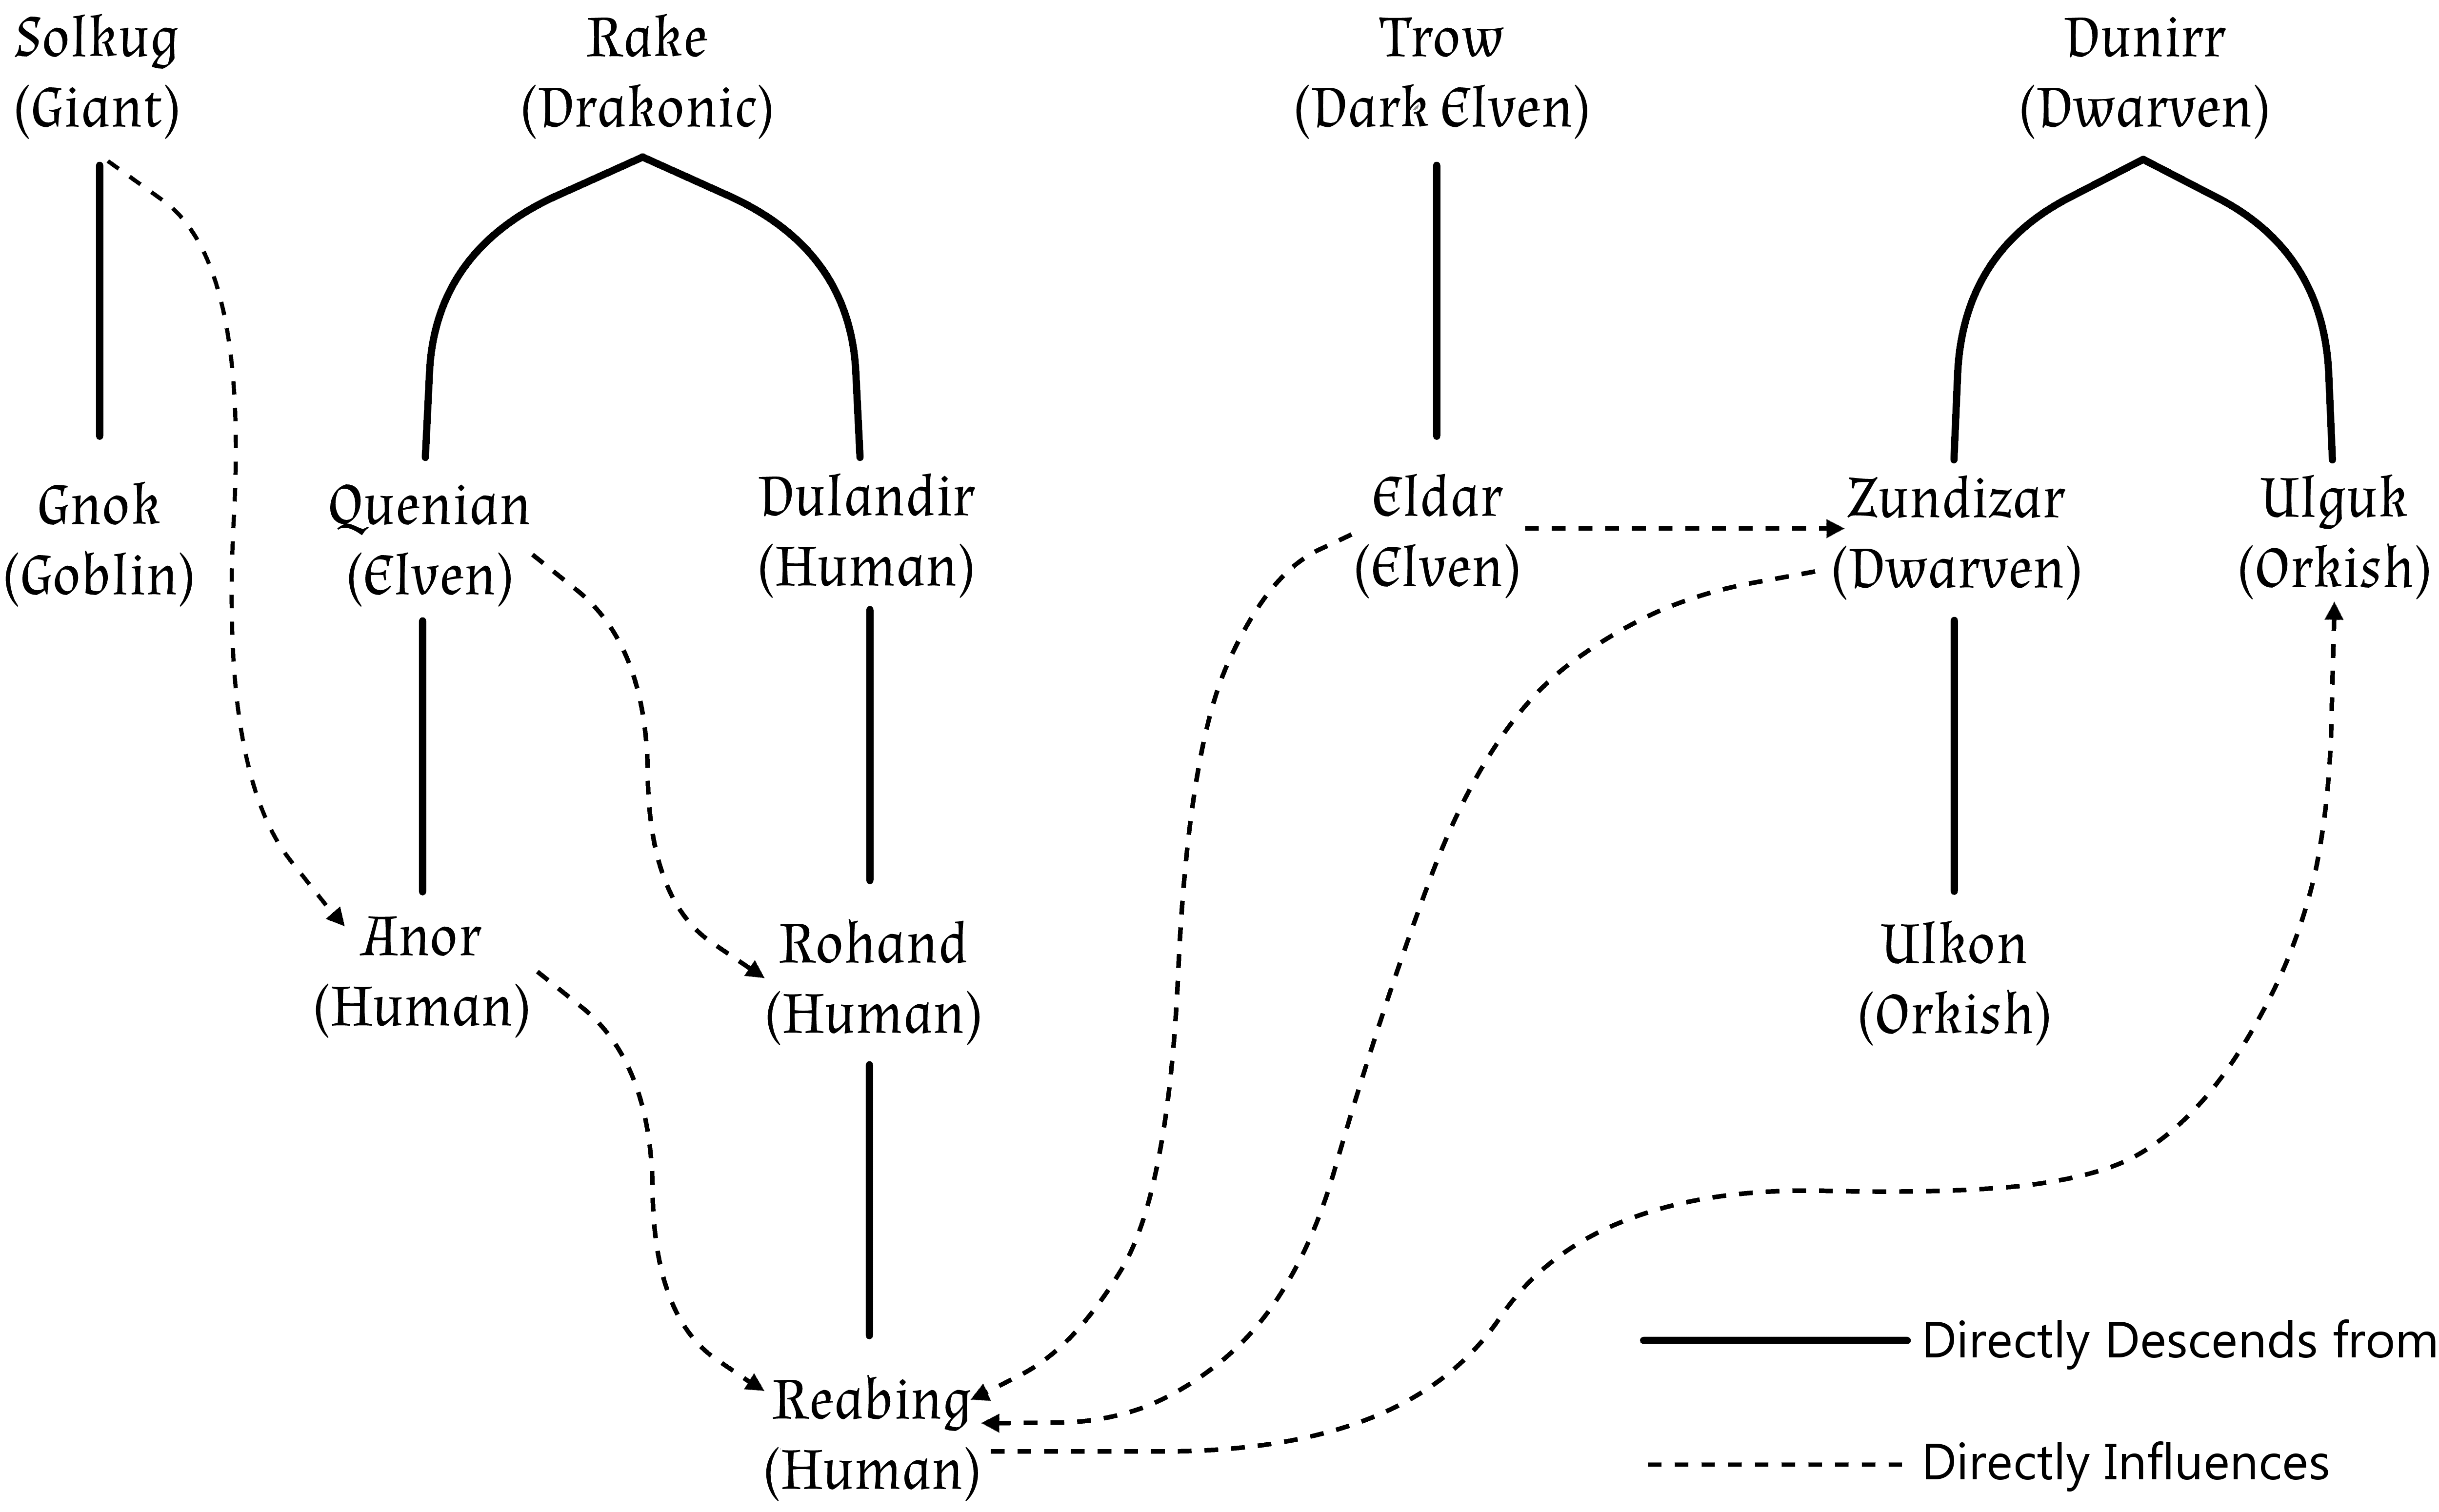 Solkug
(Giant)
Rake
(Drakonic)
Trow
(Dark Elven)
Dunirr
(Dwarven)
Gnok
(Goblin)
Quenian
(Elven)
Dulandir
(Human)
Eldar
(Elven)
Zundizar
(Dwarven)
Ulguk
(Orkish)
Anor
(Human)
Rohand
(Human)
Ulkon
(Orkish)
Reabing
(Human)
Directly Descends from
Directly Influences